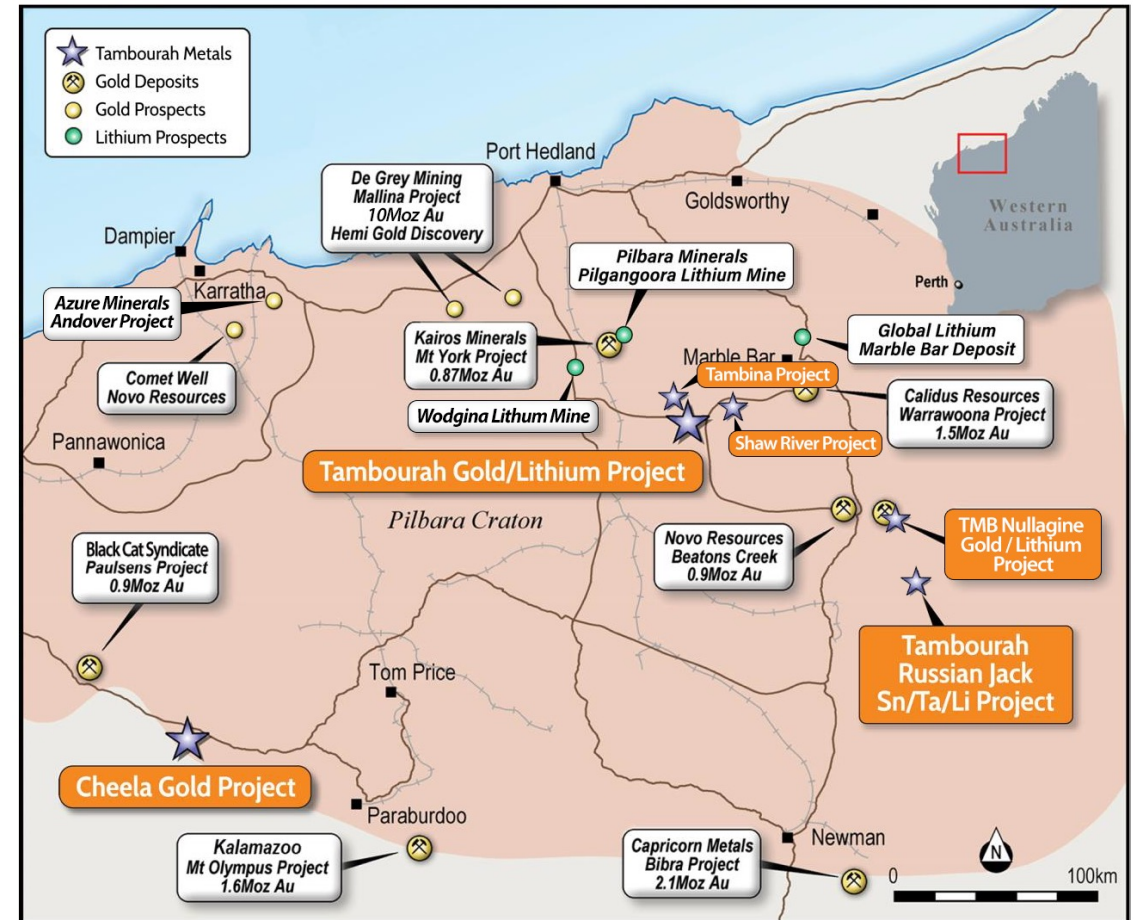 Tambourah Metals
Gold Deposits
Gold Prospects
Lithium Prospects
Port Hedland
De Grey Mining
Mallina Project
10Moz Au
Hemi Gold Discovery
Goldsworthy
Western
Australia
Perth
Dampier
Karratha
Pilbara Minerals
Pilgangoora Lithium Mine
Azure Minerals
Andover Project
Kairos Minerals
Mt York Project
0.87Moz Au
Marble Bar
Global Lithium
Marble Bar Deposit
Comet Well
Novo Resources
Tambina Project
Wodgina Lithum Mine
Calidus Resources
Warrawoona Project
1.5Moz Au
Pannawonica
Shaw River Project
Tambourah Gold/Lithium Project
Pilbara Craton
Black Cat Syndicate
Paulsens Project
0.9Moz Au
Novo Resources
Beatons Creek
0.9Moz Au
TMB Nullagine
Gold / Lithium
Project
Tambourah
Russian Jack
Sn/Ta/Li Project
Tom Price
Cheela Gold Project
Paraburdoo
Newman
Kalamazoo
Mt Olympus Project
1.6Moz Au
Capricorn Metals
Bibra Project
2.1Moz Au
N
0
100km